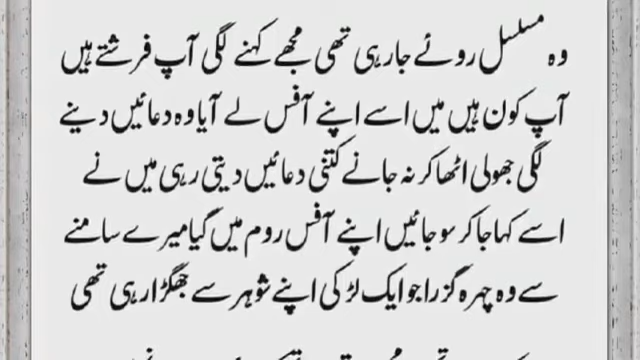 وہ مسلسل روئے جا رہی تھی مجھے کہنے لگی آپ فرشتے ہیں
آپ کون ہیں میں اسے اپنے آفس لے آیا وہ دعائیں دینے
لگی جھولی اٹھا کر نہ جانے کتنی دعائیں دیتی رہی میں نے
اسے کہا جا کر سو جائیں اپنے آفس روم میں گیا میرے سامنے
سے وہ چہرہ گزرا جو ایک لڑکی اپنے شوہر سے جھگڑا رہی تھی